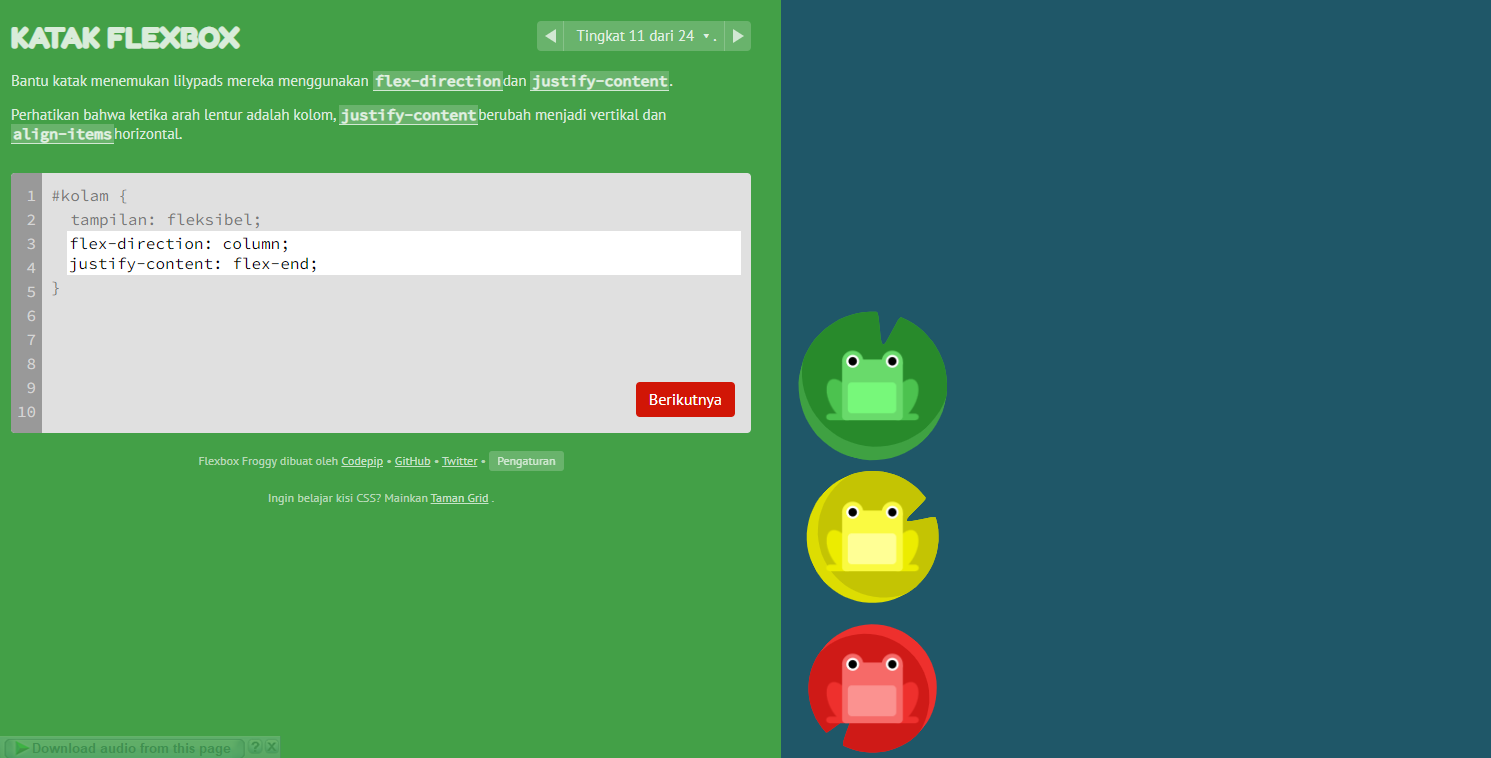 KATAK FLEXBOX
Tingkat 11 dari 24 ▾ .
Bantu katak menemukan lilypads mereka menggunakan flex-direction dan justify-content.
Perhatikan bahwa ketika arah lentur adalah kolom, justify-content berubah menjadi vertikal dan
align-items horizontal.
1 #kolam {
2 tampilan: fleksibel;
3 flex-direction: column;
4 justify-content: flex-end;
5 }
6
7
8
9
10
Berikutnya
Flexbox Froggy dibuat oleh Codepip • GitHub • Twitter • Pengaturan
Ingin belajar kisi CSS? Mainkan Taman Grid .
Download audio from this page ? X